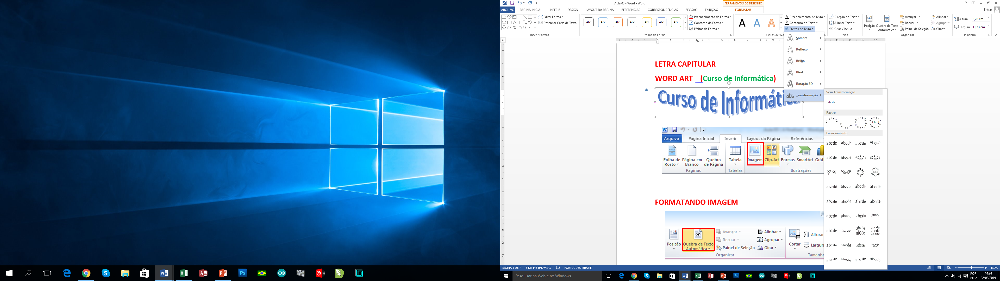 Aula 03 - Word - Word
FERRAMENTAS DE DESENHO
ARQUIVO PÁGINA INICIAL INSERIR DESIGN LAYOUT DA PÁGINA REFERÊNCIAS CORRESPONDÊNCIAS REVISÃO EXIBIÇÃO FORMATAR Entrar
Editar Forma
Desenhar Caixa de Texto
Inserir Formas
Abc Abc Abc Abc Abc Abc Abc
Preenchimento da Forma
Contorno da Forma
Efeitos de Forma
Estilos de Forma
A A A
Preenchimento de Texto
Contorno do Texto
Efeitos de Texto
Estilos de Wo
Direção do Texto
Alinhar Texto
Criar Vínculo
Texto
Posição
Quebra de Texto
Automática
Avançar
Recuar
Painel de Seleção
Alinhar
Agrupar
Girar
Organizar
Altura: 2,28 cm
Largura: 11,53 cm
Tamanho
Sombra
Reflexo
Brilho
Bisel
Rotação 3D
Transformação
Sem Transformação
abcde
Rastro
Encurvamento
abcde abcde abcde abcde
LETRA CAPITULAR
WORD ART (Curso de Informática)
Curso de Informátic
Arquivo Página Inicial Inserir Layout da Página Referências
Folha de
Rosto
Página em
Branco
Quebra
de Página
Páginas
Tabela
Tabelas
Imagem Clip-Art Formas SmartArt Gráf
Ilustrações
FORMATANDO IMAGEM
Posição
Quebra de Texto
Automática
Avançar
Recuar
Painel de Seleção
Alinhar
Agrupar
Girar
Organizar
Cortar
Altura:
Largura
Tamanho
PÁGINA 5 DE 7 3 DE 143 PALAVRAS PORTUGUÊS (BRASIL) 130%
Pesquisar na Web e no Windows
POR
PTB2
14:24
22/08/2019